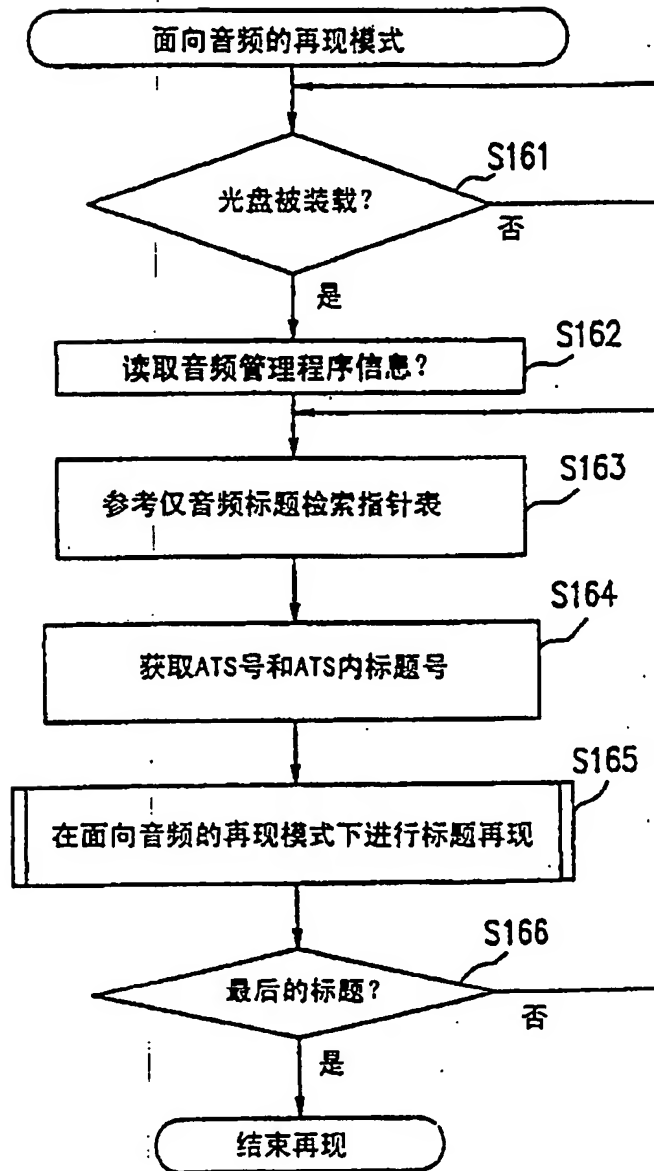 面向音频的再现模式
S161
光盘被装载?
否
是
S162
读取音频管理程序信息?
S163
参考仅音频标题检索指针表
S164
获取ATS号和ATS内标题号
S165
在面向音频的再现模式下进行标题再现
S166
最后的标题?
否
是
结束再现